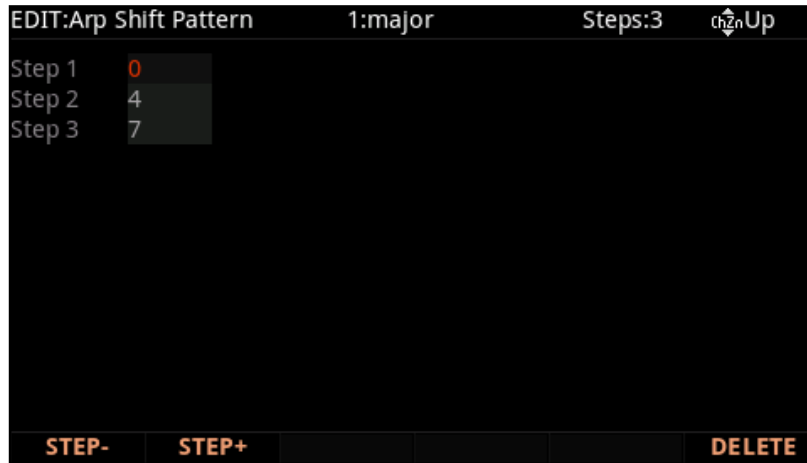 EDIT:Arp Shift Pattern 1:major Steps:3 ChZnUp
Step 1 0
Step 2 4
Step 3 7
STEP- STEP+ DELETE